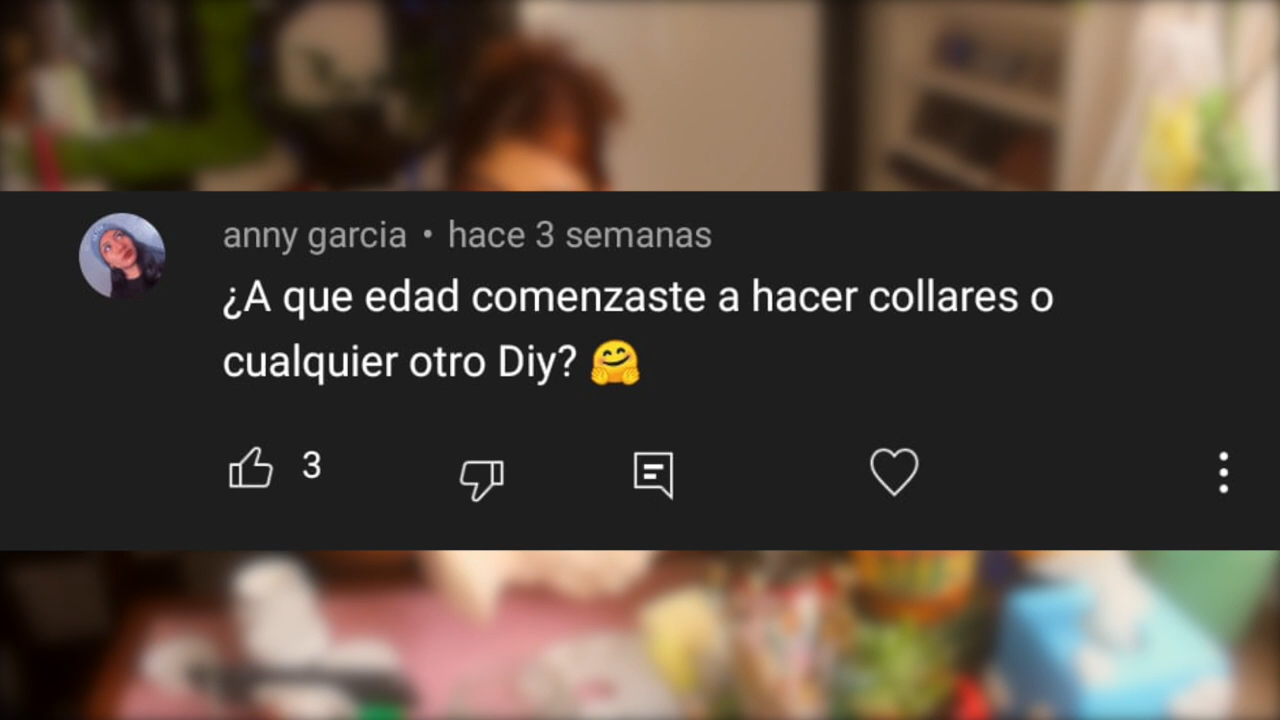 anny garcia • hace 3 semanas
¿A que edad comenzaste a hacer collares o
cualquier otro Diy? 🤗
3